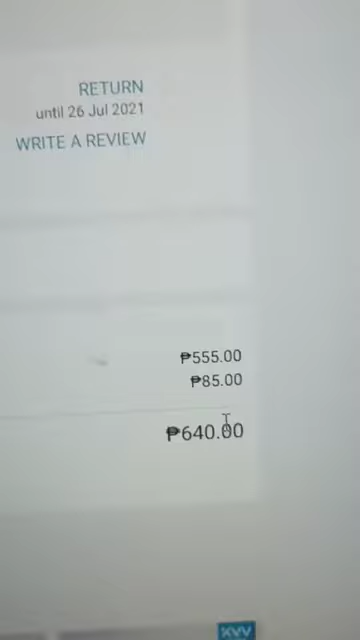 RETURN
until 26 Jul 2021
WRITE A REVIEW
₱555.00
₱85.00
₱640.00